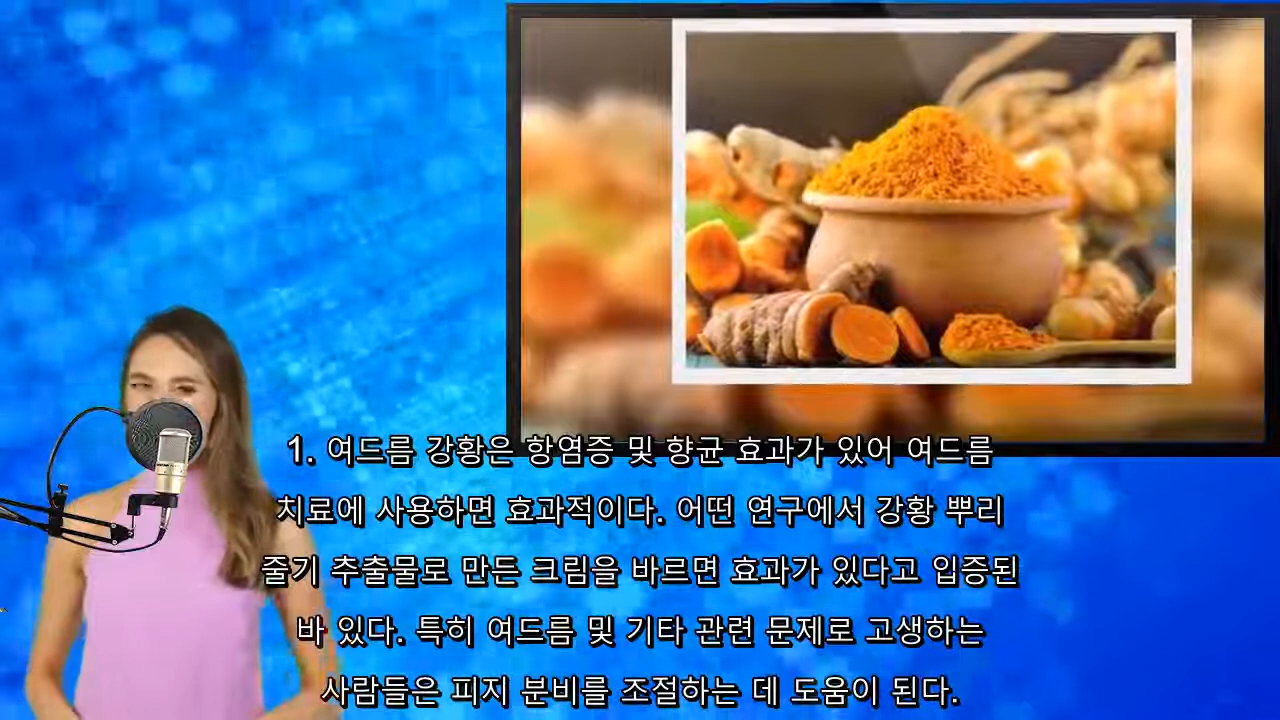 1. 여드름 강황은 항염증 및 향균 효과가 있어 여드름
치료에 사용하면 효과적이다. 어떤 연구에서 강황 뿌리
줄기 추출물로 만든 크림을 바르면 효과가 있다고 입증된
바 있다. 특히 여드름 및 기타 관련 문제로 고생하는
사람들은 피지 분비를 조절하는 데 도움이 된다.